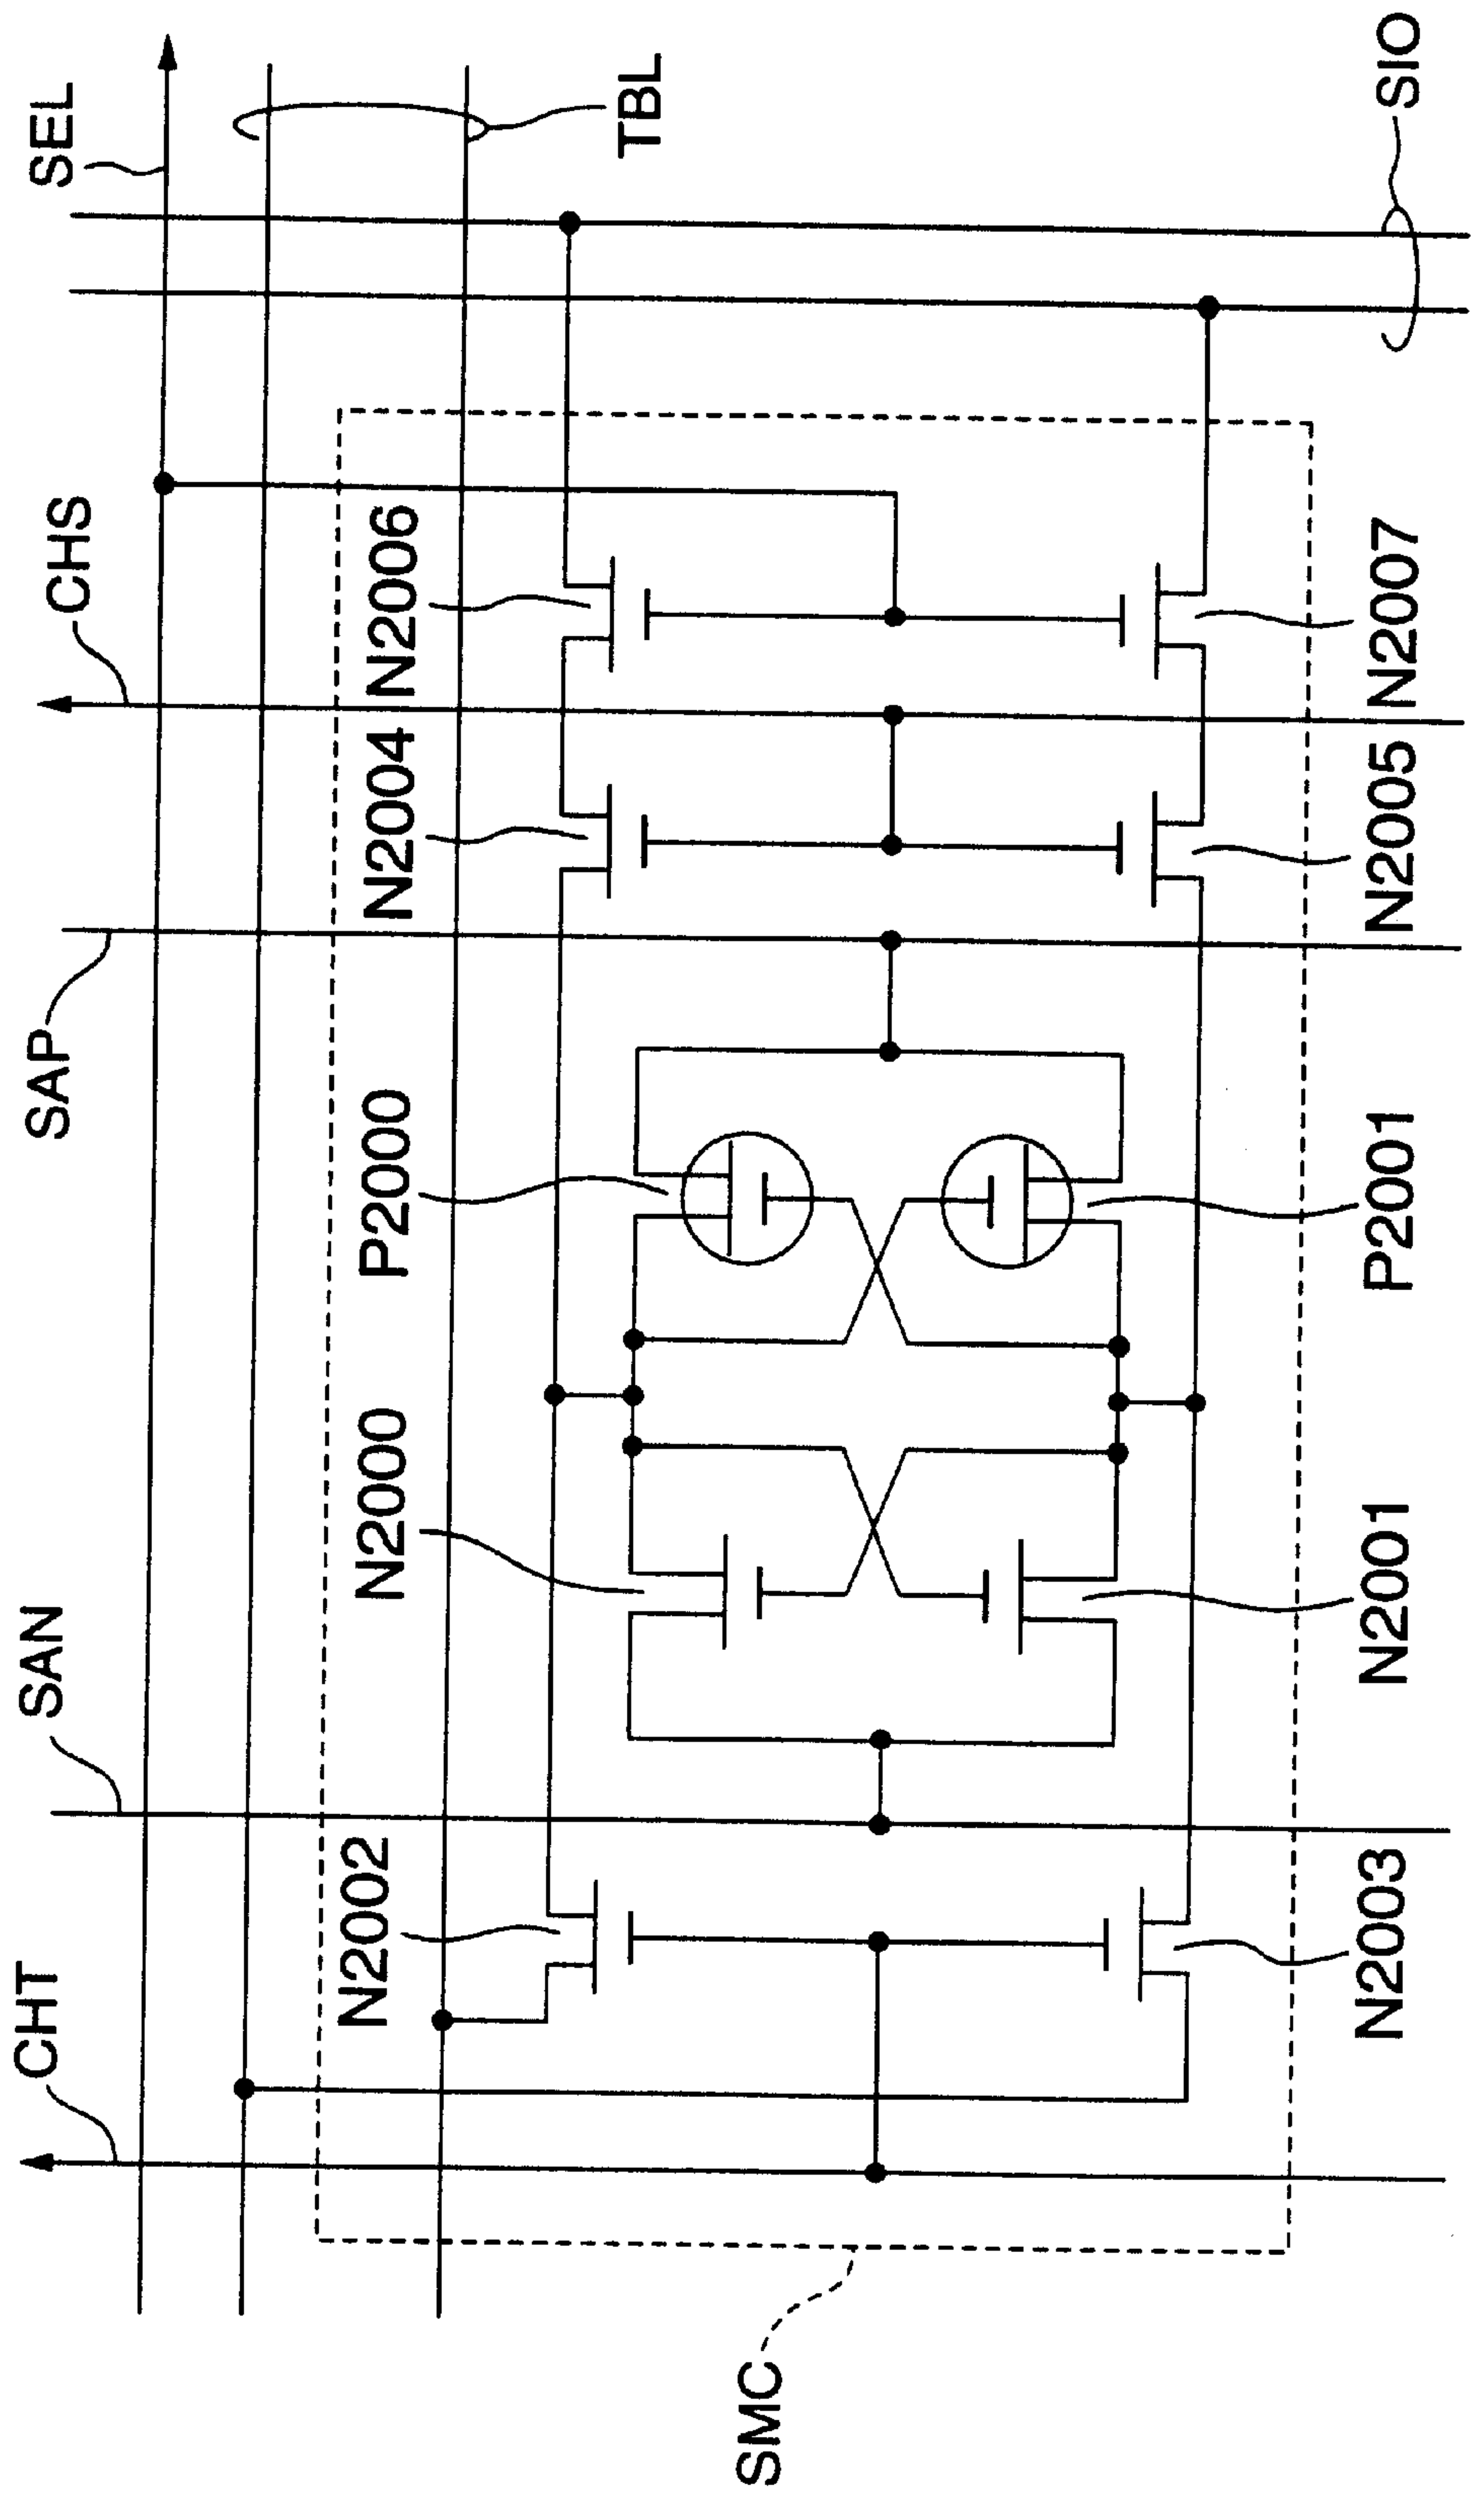 SEL
TBL
SIO
CHS
N2006
N2007
N2004
N2005
SAP
P2000
P2001
N2000
N2001
SAN
N2002
N2003
CHT
SMC